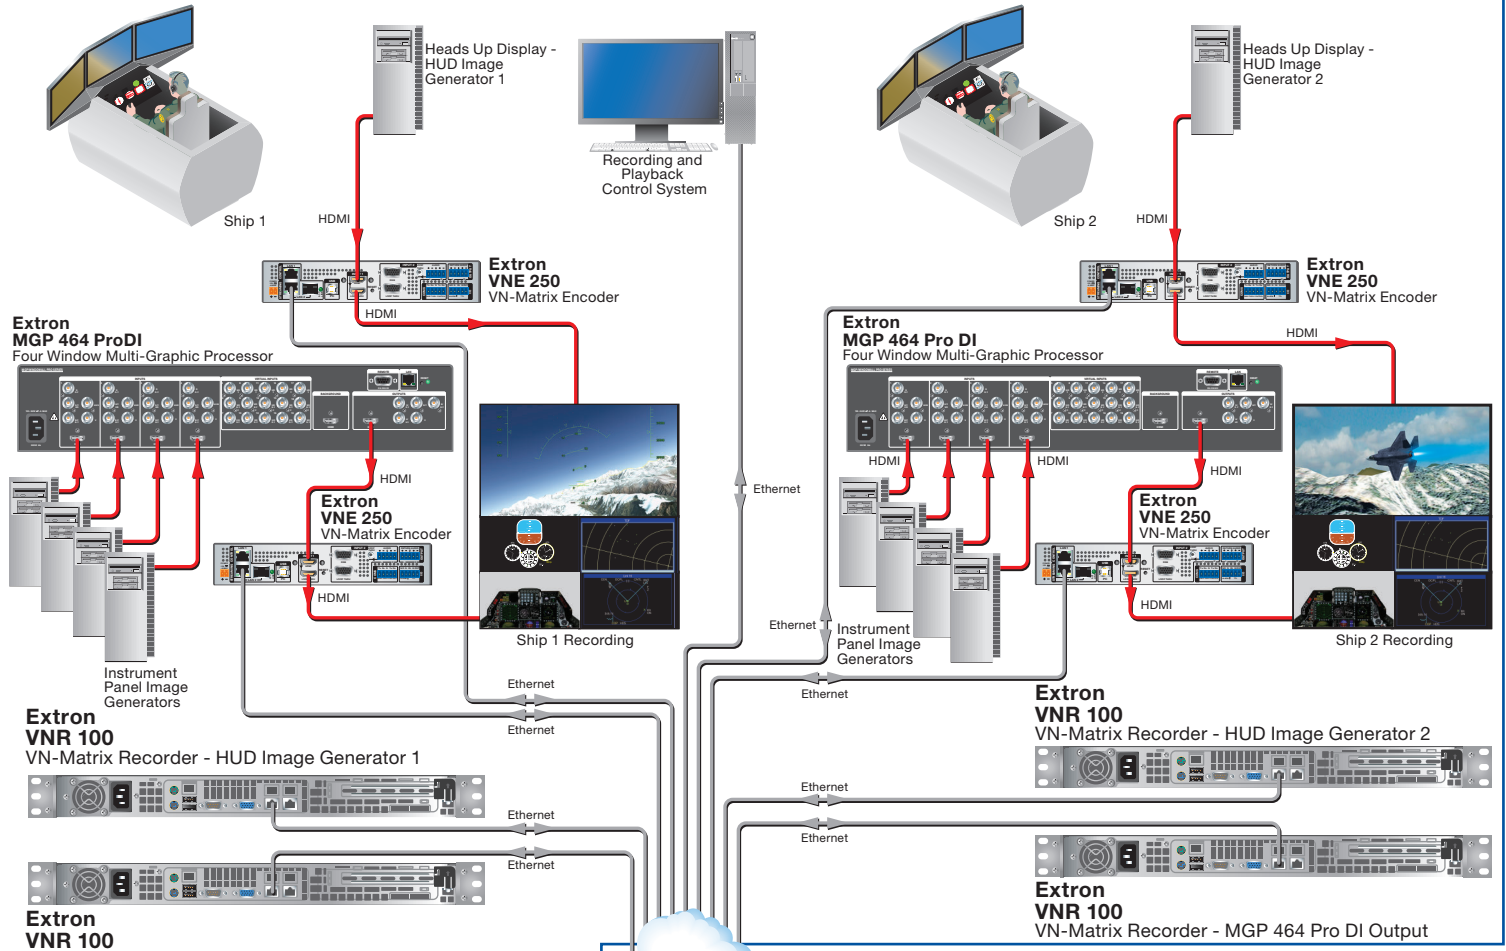 Heads Up Display -
HUD Image
Generator 1
Recording and
Playback
Control System
Heads Up Display -
HUD Image
Generator 2
Ship 1
HDMI
Ship 2
HDMI
Extron
VNE 250
VN-Matrix Encoder
HDMI
Extron
VNE 250
VN-Matrix Encoder
HDMI
Extron
MGP 464 ProDI
Four Window Multi-Graphic Processor
Extron
MGP 464 Pro DI
Four Window Multi-Graphic Processor
HDMI
HDMI
HDMI
HDMI
Extron
VNE 250
VN-Matrix Encoder
Ethernet
Extron
VNE 250
VN-Matrix Encoder
HDMI
HDMI
Ship 1 Recording
Ethernet
Instrument
Panel Image
Generators
Ship 2 Recording
Instrument
Panel Image
Generators
Ethernet
Ethernet
Ethernet
Extron
VNR 100
VN-Matrix Recorder - HUD Image Generator 1
Extron
VNR 100
VN-Matrix Recorder - HUD Image Generator 2
Ethernet
Ethernet
Ethernet
Ethernet
Extron
VNR 100
Extron
VNR 100
VN-Matrix Recorder - MGP 464 Pro DI Output